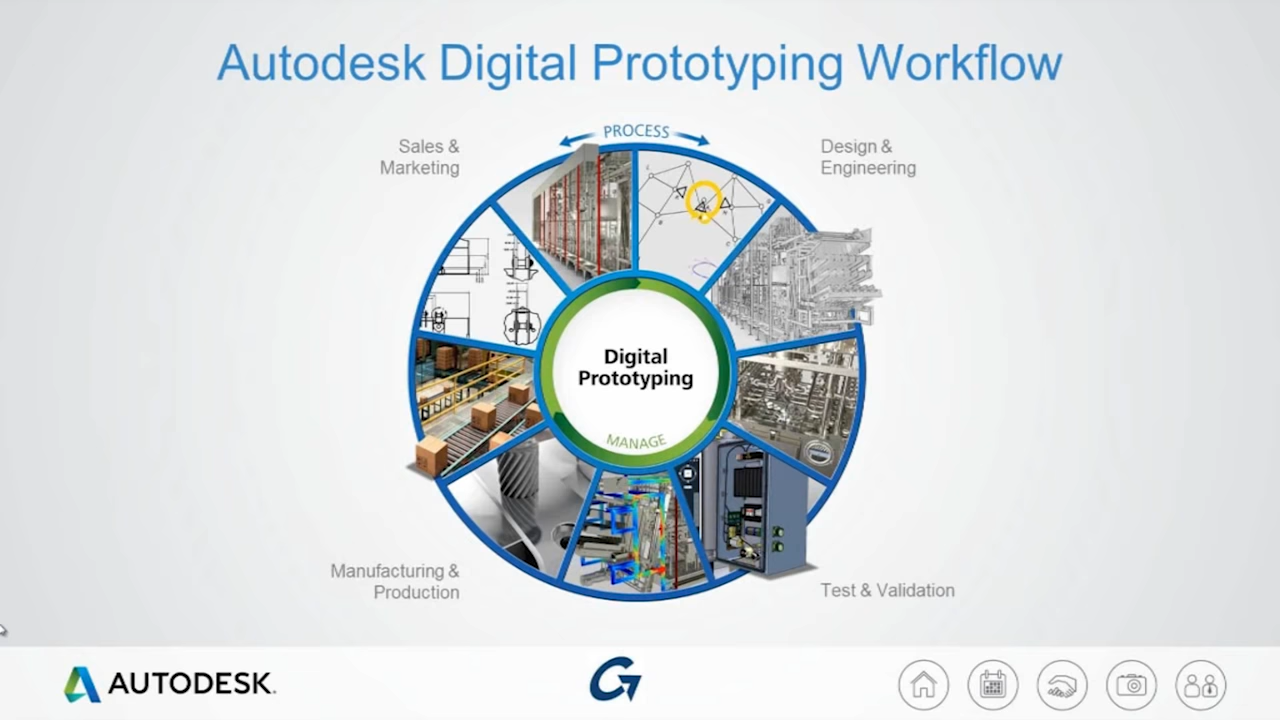 Autodesk Digital Prototyping Workflow
PROCESS
Sales &
Marketing
Design &
Engineering
Digital
Prototyping
MANAGE
Manufacturing &
Production
Test & Validation
AUTODESK.